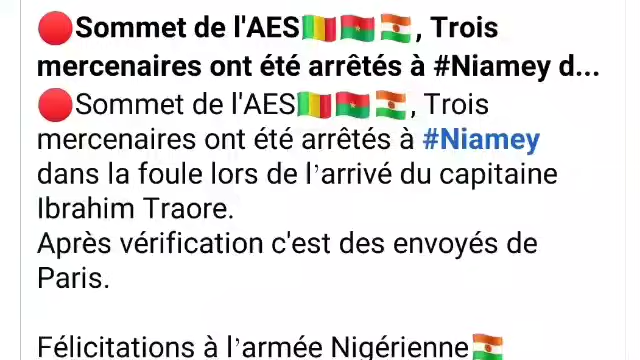 🔴Sommet de l'AES🇲🇱🇧🇫🇳🇪, Trois
mercenaires ont été arrêtés à #Niamey d...
🔴Sommet de l'AES🇲🇱🇧🇫🇳🇪, Trois
mercenaires ont été arrêtés à #Niamey
dans la foule lors de l’arrivé du capitaine
Ibrahim Traore.
Après vérification c'est des envoyés de
Paris.
Félicitations à l’armée Nigérienne🇳🇪